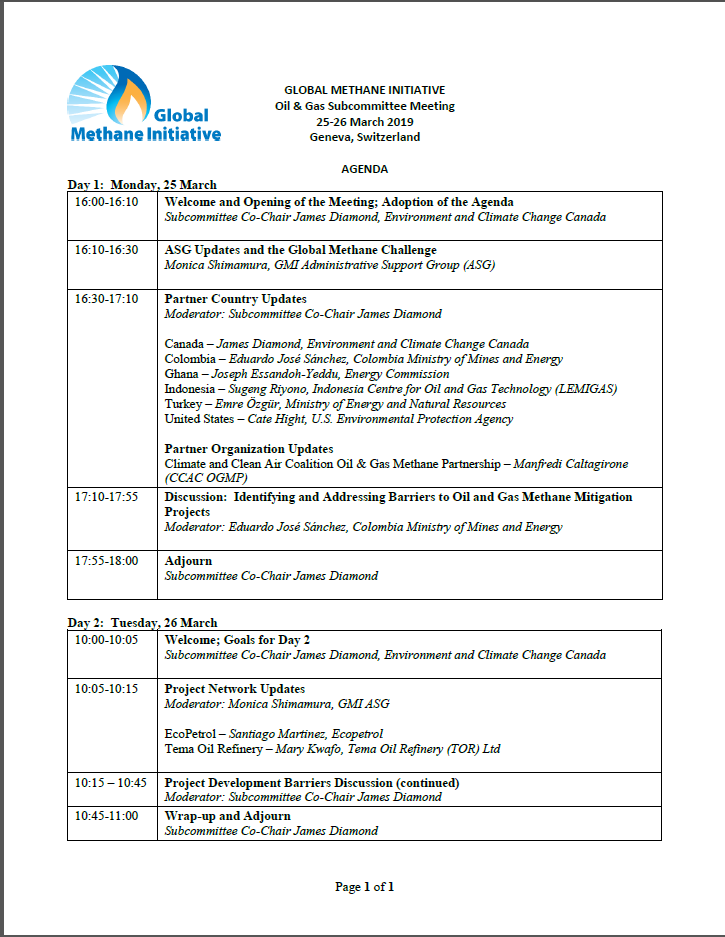 Global
Methane Initiative
GLOBAL METHANE INITIATIVE
Oil & Gas Subcommittee Meeting
25-26 March 2019
Geneva, Switzerland
AGENDA
Day 1: Monday, 25 March
16:00-16:10
Welcome and Opening of the Meeting; Adoption of the Agenda
Subcommittee Co-Chair James Diamond, Environment and Climate Change Canada
16:10-16:30
ASG Updates and the Global Methane Challenge
Monica Shimamura, GMI Administrative Support Group (ASG)
16:30-17:10
Partner Country Updates
Moderator: Subcommittee Co-Chair James Diamond
Canada – James Diamond, Environment and Climate Change Canada
Colombia – Eduardo José Sánchez, Colombia Ministry of Mines and Energy
Ghana – Joseph Essandoh-Yeddu, Energy Commission
Indonesia – Sugeng Riyono, Indonesia Centre for Oil and Gas Technology (LEMIGAS)
Turkey – Emre Özgür, Ministry of Energy and Natural Resources
United States – Cate Hight, U.S. Environmental Protection Agency
Partner Organization Updates
Climate and Clean Air Coalition Oil & Gas Methane Partnership – Manfredi Caltagirone
(CCAC OGMP)
17:10-17:55
Discussion: Identifying and Addressing Barriers to Oil and Gas Methane Mitigation
Projects
Moderator: Eduardo José Sánchez, Colombia Ministry of Mines and Energy
17:55-18:00
Adjourn
Subcommittee Co-Chair James Diamond
Day 2: Tuesday, 26 March
10:00-10:05
Welcome; Goals for Day 2
Subcommittee Co-Chair James Diamond, Environment and Climate Change Canada
10:05-10:15
Project Network Updates
Moderator: Monica Shimamura, GMI ASG
EcoPetrol – Santiago Martinez, Ecopetrol
Tema Oil Refinery – Mary Kwafo, Tema Oil Refinery (TOR) Ltd
10:15 – 10:45
Project Development Barriers Discussion (continued)
Moderator: Subcommittee Co-Chair James Diamond
10:45-11:00
Wrap-up and Adjourn
Subcommittee Co-Chair James Diamond
Page 1 of 1